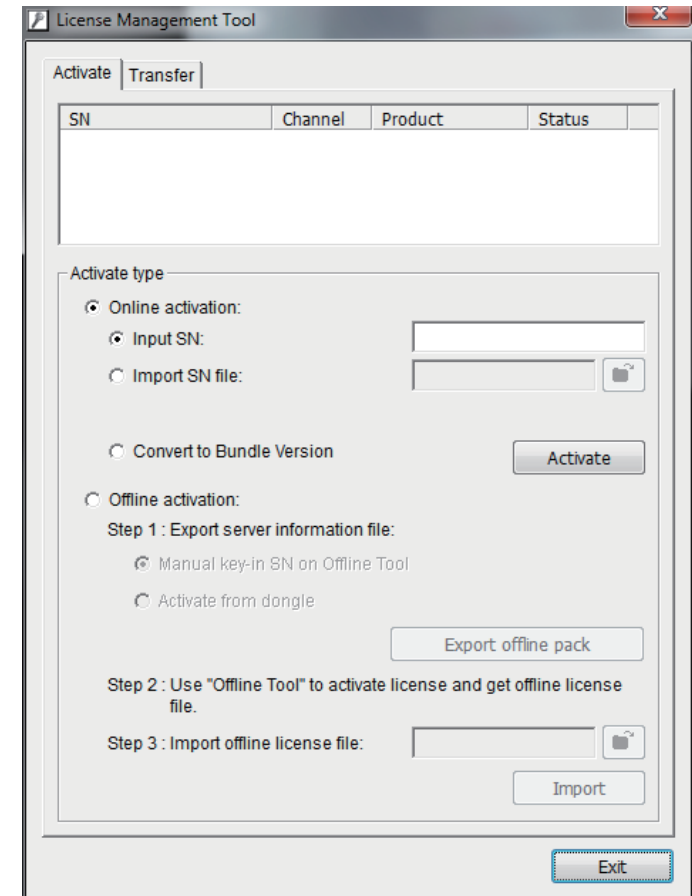 License Management Tool
Activate Transfer
SN Channel Product Status
Activate type
Online activation:
Input SN:
Import SN file:
Convert to Bundle Version
Activate
Offline activation:
Step 1 : Export server information file:
Manual key-in SN on Offline Tool
Activate from dongle
Export offline pack
Step 2 : Use "Offline Tool" to activate license and get offline license
file.
Step 3 : Import offline license file:
Import
Exit